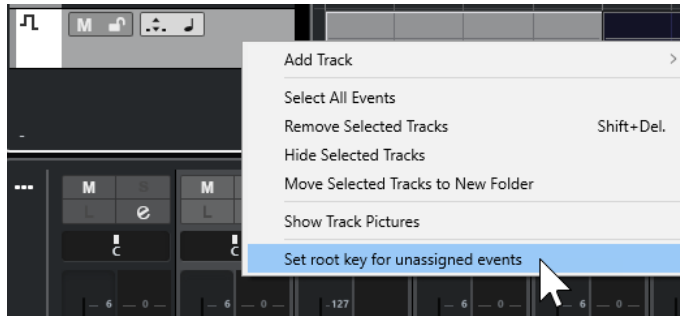 M
Add Track
Select All Events
Remove Selected Tracks Shift+Del.
Hide Selected Tracks
Move Selected Tracks to New Folder
Show Track Pictures
Set root key for unassigned events
M S M
L e L
C C
6 0 6 0 -127 6 0 6 0